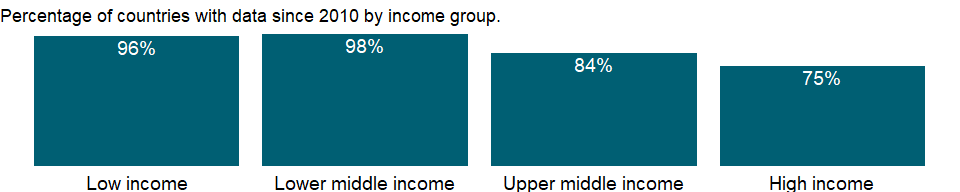 Percentage of countries with data since 2010 by income group.
96% 98% 84% 75%
Low income Lower middle income Upper middle income High income